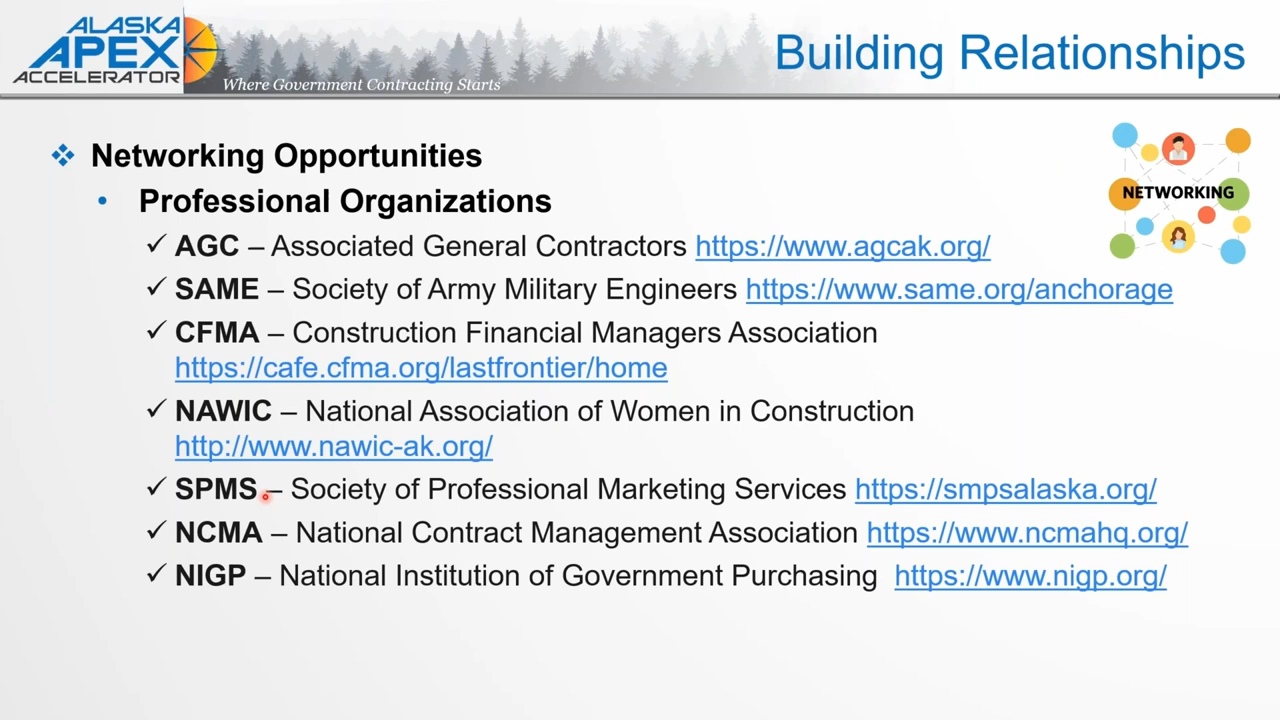 ALASKA
APEX
ACCELERATOR
Where Government Contracting Starts
Building Relationships
Networking Opportunities
Professional Organizations
AGC – Associated General Contractors https://www.agcak.org/
SAME – Society of Army Military Engineers https://www.same.org/anchorage
CFMA – Construction Financial Managers Association
https://cafe.cfma.org/lastfrontier/home
NAWIC – National Association of Women in Construction
http://www.nawic-ak.org/
SPMS – Society of Professional Marketing Services https://smpsalaska.org/
NCMA – National Contract Management Association https://www.ncmahq.org/
NIGP – National Institution of Government Purchasing https://www.nigp.org/
NETWORKING